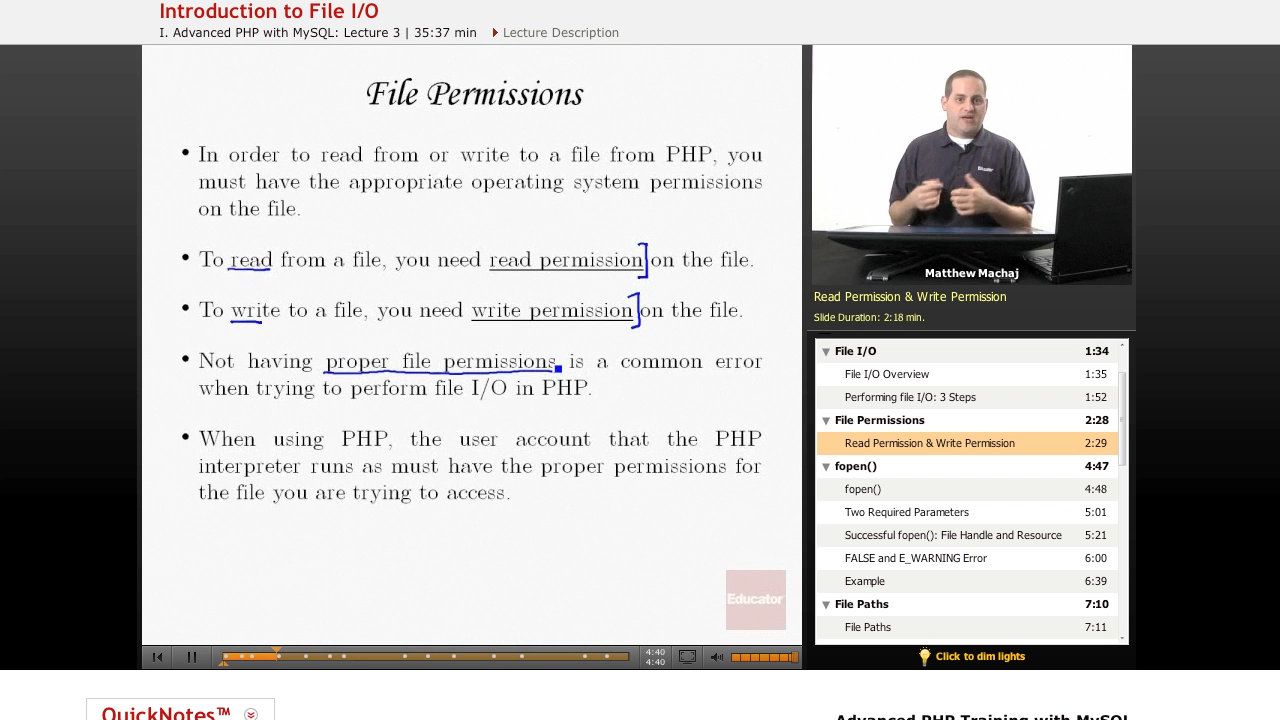 Introduction to File I/O
I. Advanced PHP with MySQL: Lecture 3 | 35:37 min
Lecture Description
File Permissions
• In order to read from or write to a file from PHP, you
must have the appropriate operating system permissions
on the file.
• To read from a file, you need read permission on the file.
• To write to a file, you need write permission on the file.
• Not having proper file permissions is a common error
when trying to perform file I/O in PHP.
• When using PHP, the user account that the PHP
interpreter runs as must have the proper permissions for
the file you are trying to access.
Educator
4:40
4:40
Matthew Machaj
Read Permission & Write Permission
Slide Duration: 2:18 min.
File I/O 1:34
File I/O Overview 1:35
Performing file I/O: 3 Steps 1:52
File Permissions 2:28
Read Permission & Write Permission 2:29
fopen() 4:47
fopen() 4:48
Two Required Parameters 5:01
Successful fopen(): File Handle and Resource 5:21
FALSE and E_WARNING Error 6:00
Example 6:39
File Paths 7:10
File Paths 7:11
Click to dim lights
QuickNotes™
Advanced PHP Training with MySQL